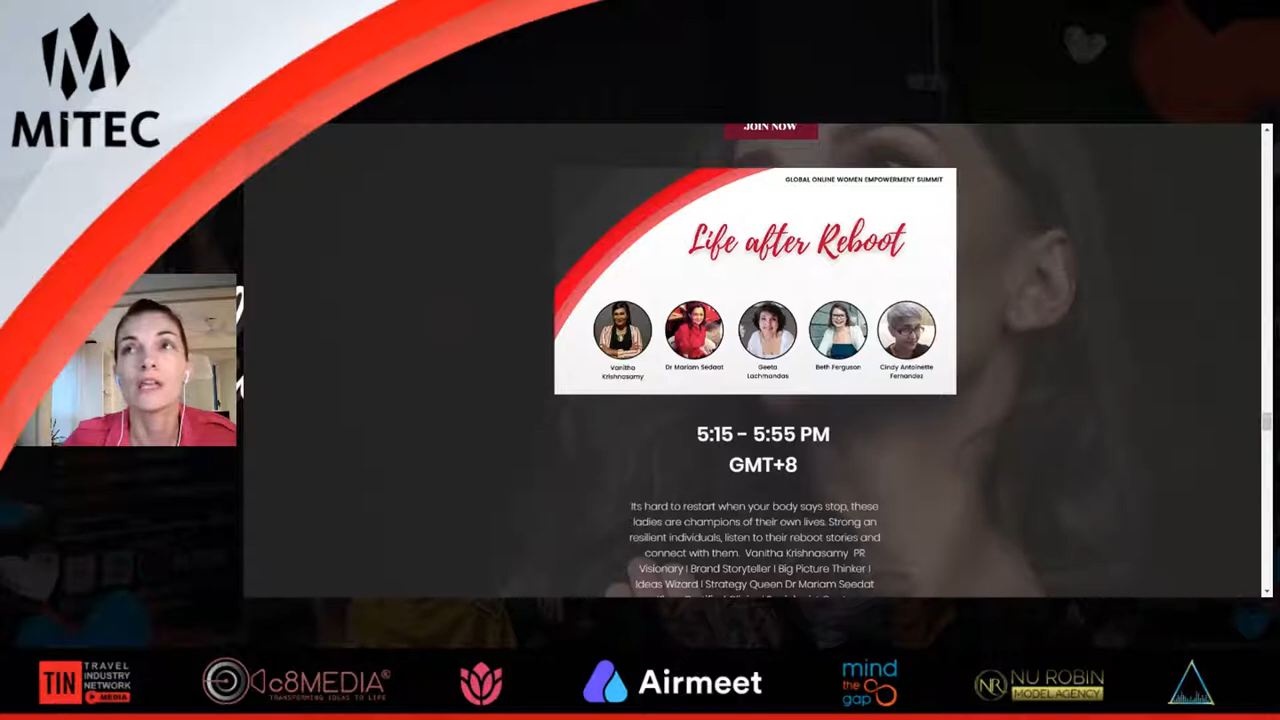 MiTEC
JOIN NOW
GLOBAL ONLINE WOMEN EMPOWERMENT SUMMIT
Life after Reboot
Vanitha
Krishnasamy
Dr Mariam Sedaat
Geeta
Lachmandas
Beth Ferguson
Cindy Antoinette
Fernandez
5:15 - 5:55 PM
GMT+8
Its hard to restart when your body says stop, these
ladies are champions of their own lives. Strong an
resilient individuals, listen to their reboot stories and
connect with them. Vanitha Krishnasamy PR
Visionary I Brand Storyteller I Big Picture Thinker I
Ideas Wizard I Strategy Queen Dr Mariam Seedat
TIN TRAVEL
INDUSTRY
NETWORK
MEDIA
c8MEDIA®
TRANSFORMING IDEAS TO LIFE
Airmeet
mind
the go
gap
NR NU ROBIN
MODEL AGENCY